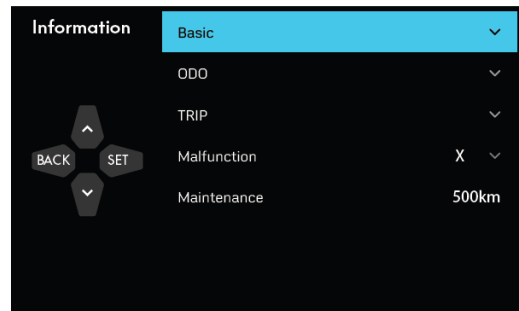 Information
Basic
ODO
TRIP
BACK SET
Malfunction X
Maintenance 500km